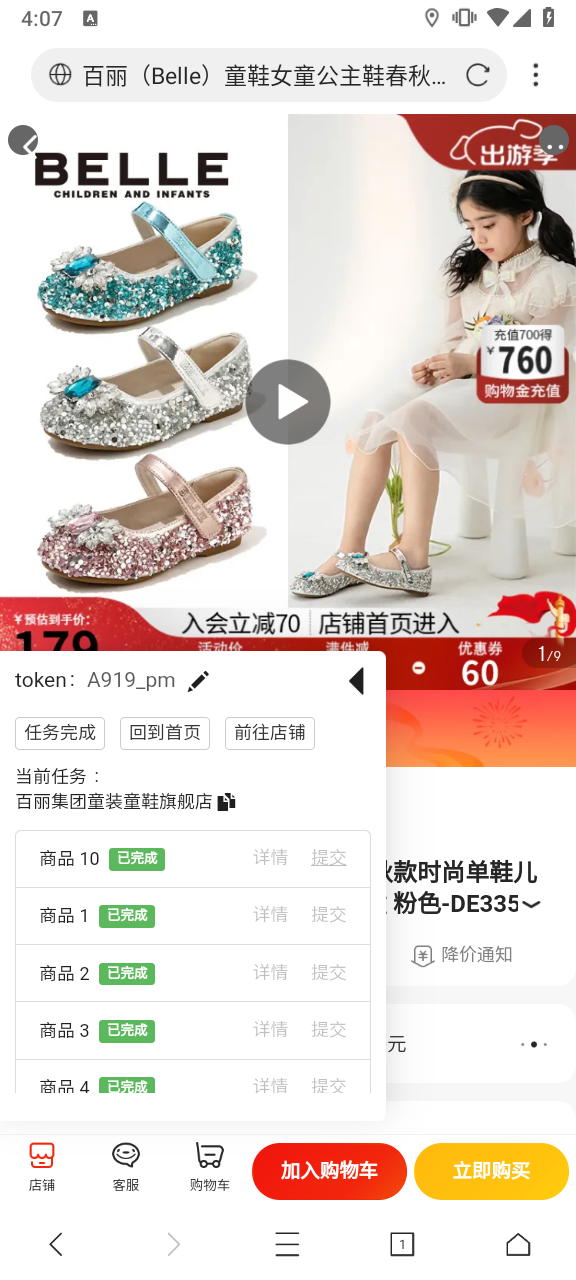 4:07
A
百丽（Belle）童鞋女童公主鞋春秋...
BELLE
CHILDREN AND INFANTS
出游季
充值700得
¥760
购物金充值
¥预估到手价：
179
入会立减70 店铺首页进入
活动价 满件减 优惠券
60
1/9
token： A919_pm
任务完成 回到首页 前往店铺
当前任务：
百丽集团童装童鞋旗舰店
商品 10 已完成 详情 提交
商品 1 已完成 详情 提交
商品 2 已完成 详情 提交
商品 3 已完成 详情 提交
商品 4 已完成 详情 提交
秋款时尚单鞋儿
粉色-DE335
降价通知
元
店铺 客服 购物车 加入购物车 立即购买
1